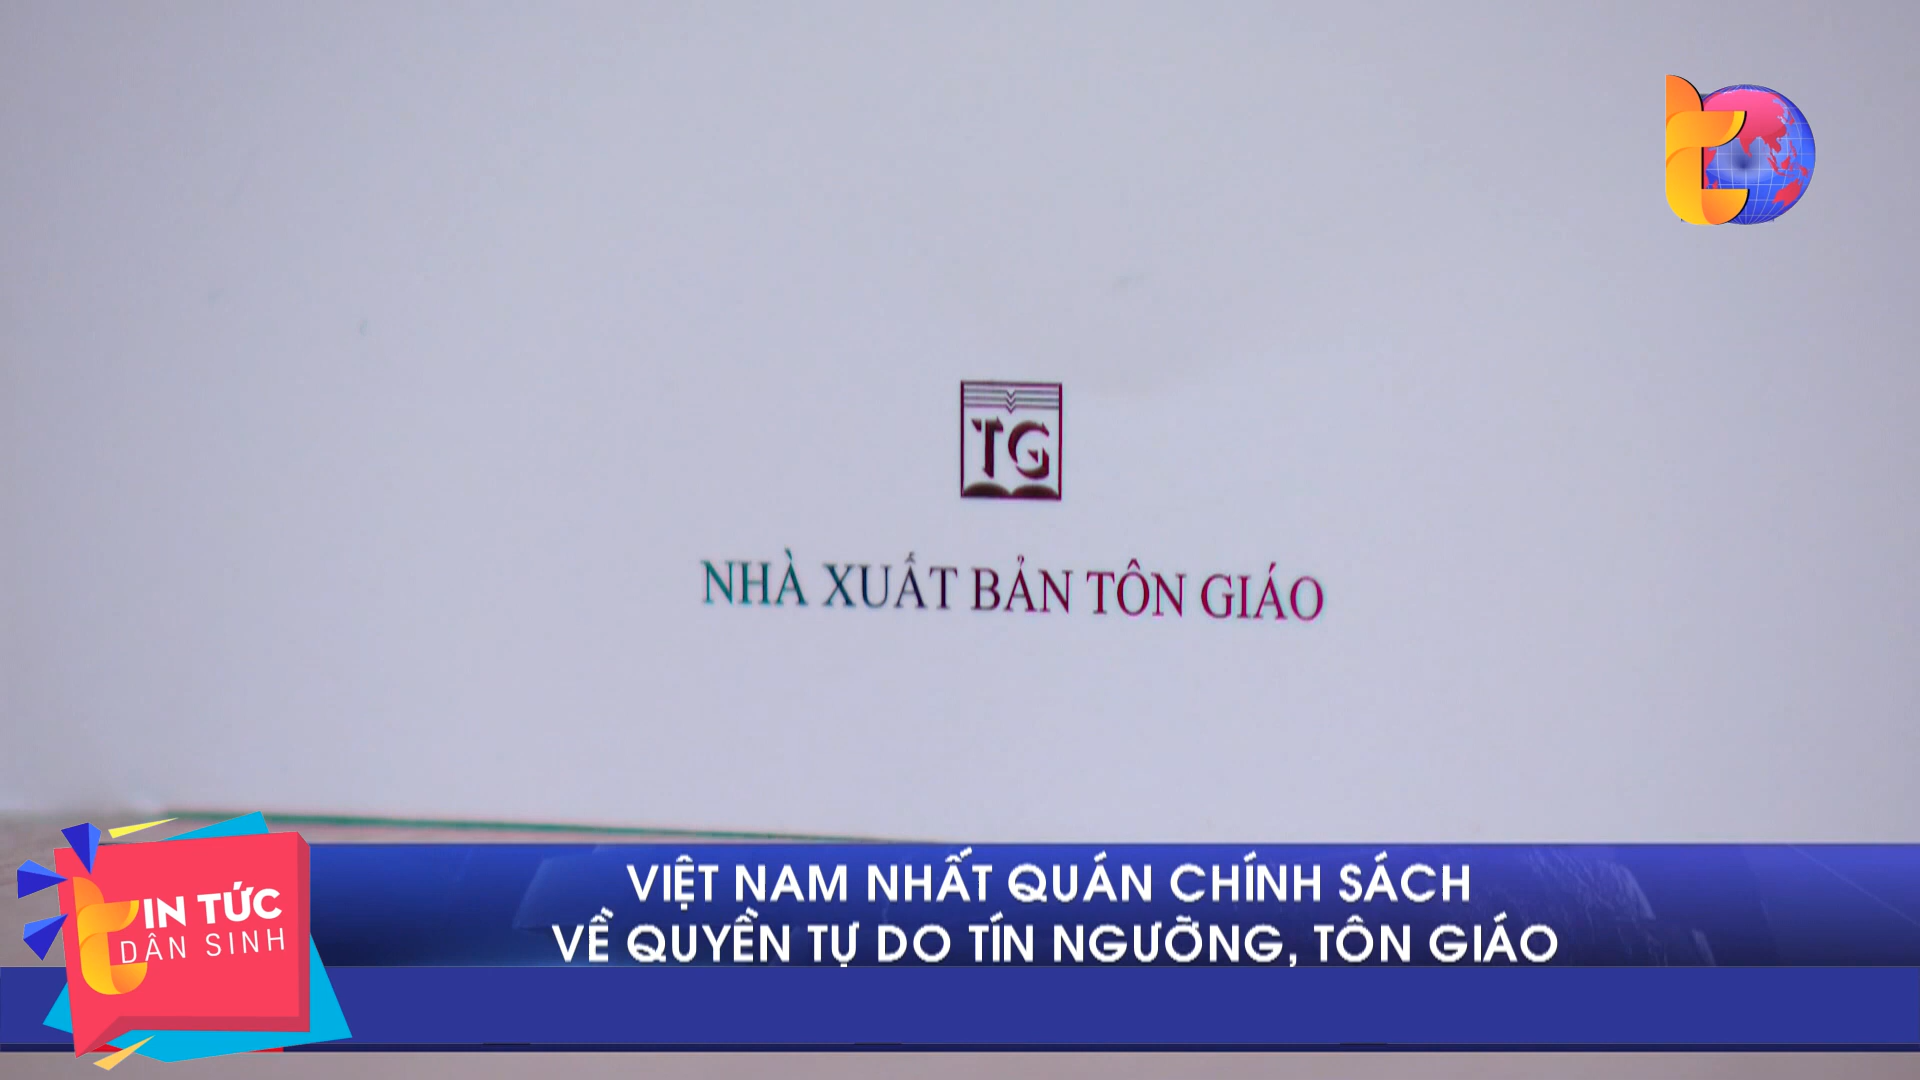 TG
NHÀ XUẤT BẢN TÔN GIÁO
VIỆT NAM NHẤT QUÁN CHÍNH SÁCH
VỀ QUYỀN TỰ DO TÍN NGƯỠNG, TÔN GIÁO
TIN TỨC
DÂN SINH